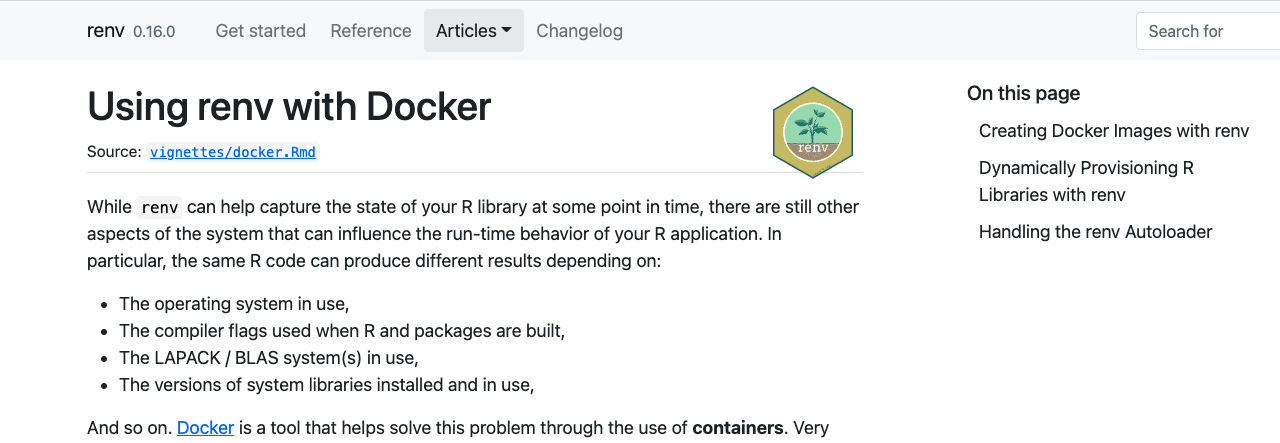 renv 0.16.0 Get started Reference Articles Changelog Search for
Using renv with Docker
Source: vignettes/docker.Rmd
renv
While renv can help capture the state of your R library at some point in time, there are still other
aspects of the system that can influence the run-time behavior of your R application. In
particular, the same R code can produce different results depending on:
• The operating system in use,
• The compiler flags used when R and packages are built,
• The LAPACK / BLAS system(s) in use,
• The versions of system libraries installed and in use,
And so on. Docker is a tool that helps solve this problem through the use of containers. Very
On this page
Creating Docker Images with renv
Dynamically Provisioning R
Libraries with renv
Handling the renv Autoloader